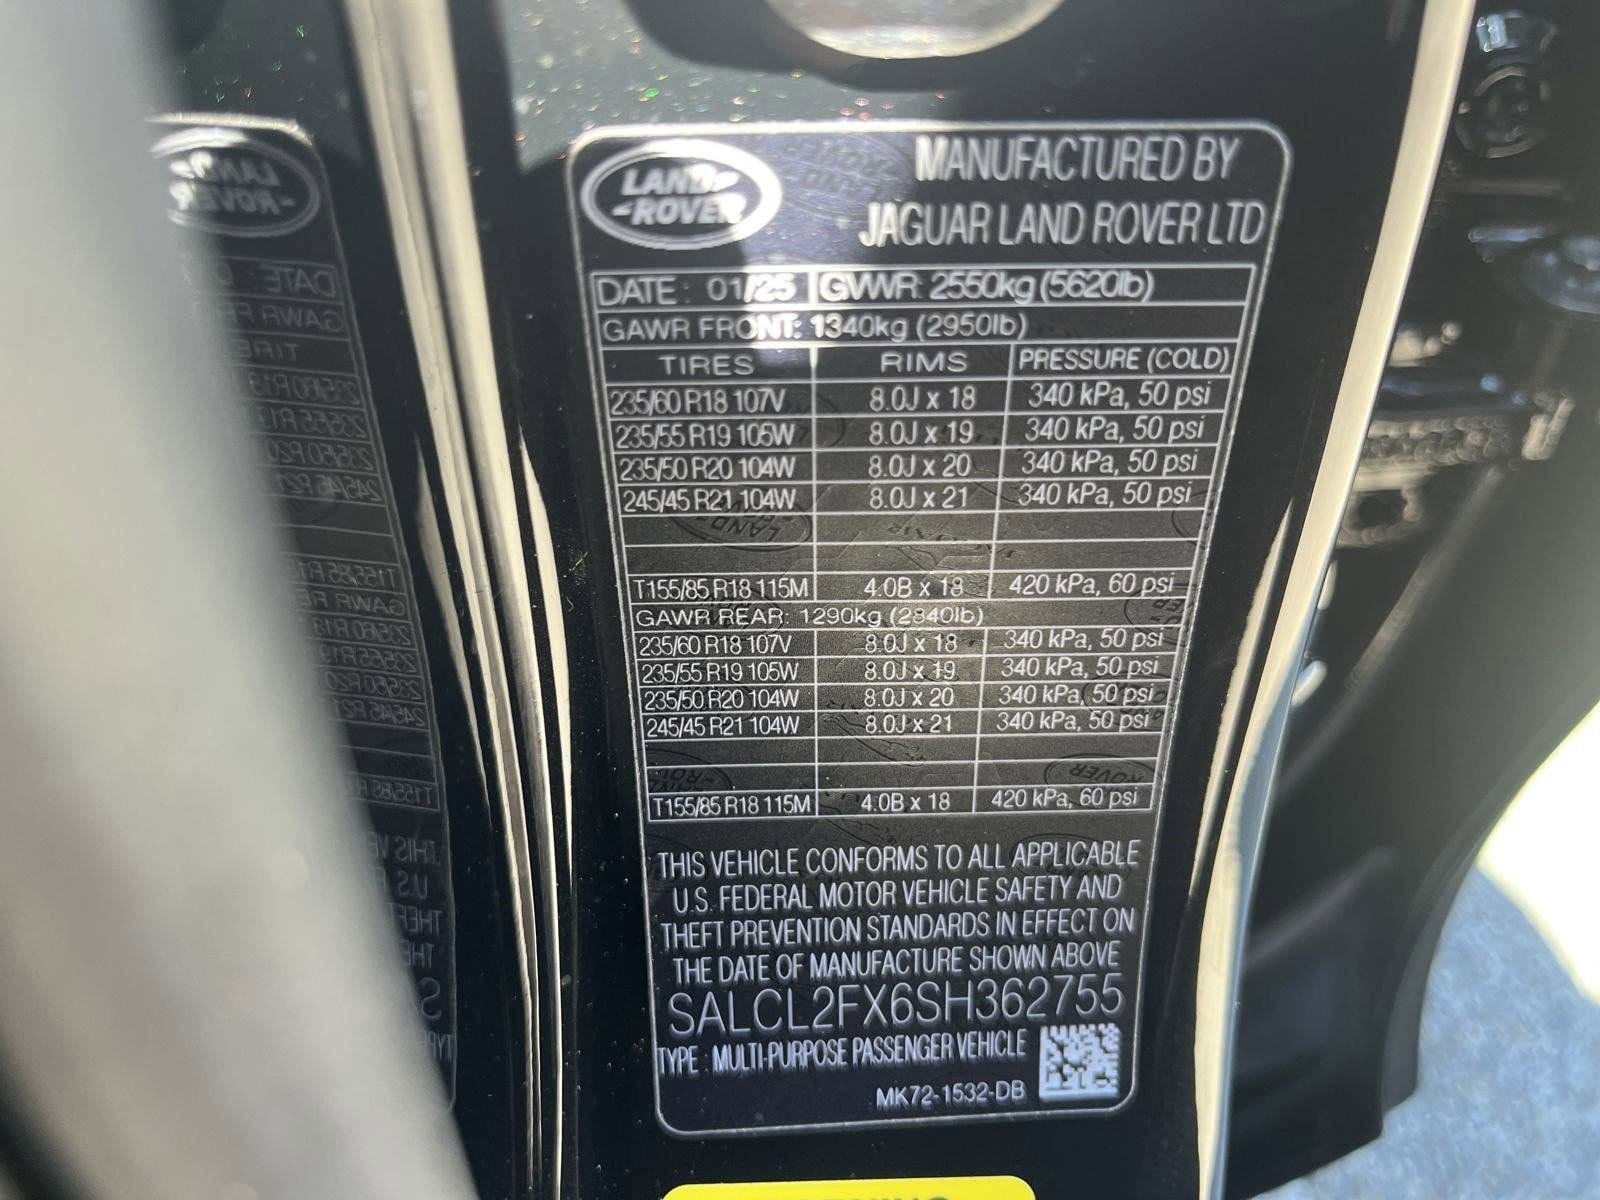 LAND-
-ROVER
MANUFACTURED BY
JAGUAR LAND ROVER LTD
DATE: 01/25 GVWR: 2550kg (5620lb)
GAWR FRONT: 1340kg (2950lb)
TIRES RIMS PRESSURE (COLD)
235/60 R18 107V 8.0J x 18 340 kPa, 50 psi
235/55 R19 105W 8.0J x 19 340 kPa, 50 psi
235/50 R20 104W 8.0J x 20 340 kPa, 50 psi
245/45 R21 104W 8.0J x 21 340 kPa, 50 psi
T155/85 R18 115M 4.0B x 18 420 kPa, 60 psi
GAWR REAR: 1290kg (2840lb)
235/60 R18 107V 8.0J x 18 340 kPa, 50 psi
235/55 R19 105W 8.0J x 19 340 kPa, 50 psi
235/50 R20 104W 8.0J x 20 340 kPa, 50 psi
245/45 R21 104W 8.0J x 21 340 kPa, 50 psi
T155/85 R18 115M 4.0B x 18 420 kPa, 60 psi
THIS VEHICLE CONFORMS TO ALL APPLICABLE
U.S. FEDERAL MOTOR VEHICLE SAFETY AND
THEFT PREVENTION STANDARDS IN EFFECT ON
THE DATE OF MANUFACTURE SHOWN ABOVE
SALCL2FX6SH362755
TYPE : MULTI-PURPOSE PASSENGER VEHICLE
MK72-1532-DB